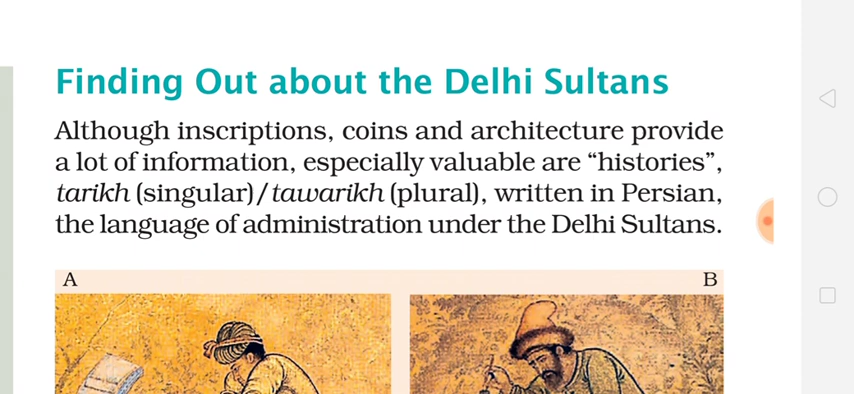 Finding Out about the Delhi Sultans
Although inscriptions, coins and architecture provide
a lot of information, especially valuable are “histories”,
tarikh (singular)/tawarikh (plural), written in Persian,
the language of administration under the Delhi Sultans.
A
B